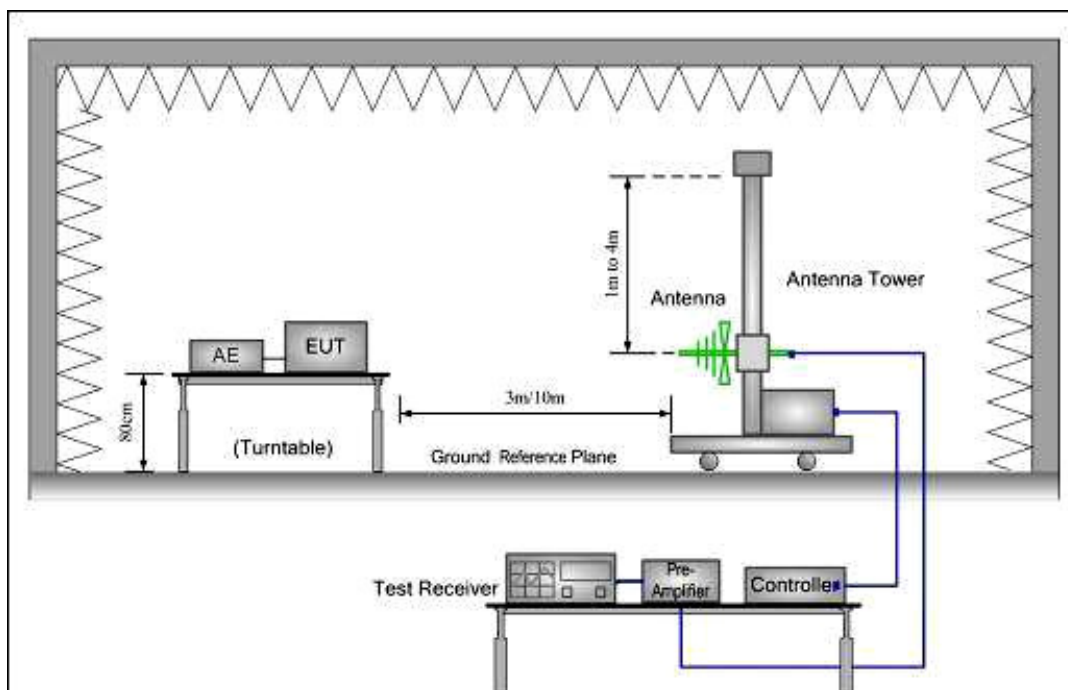 1m to 4m
Antenna Tower
Antenna
AE
EUT
3m/10m
80cm
(Turntable)
Ground Reference Plane
Test Receiver
Pre-
Amplifier
Controller